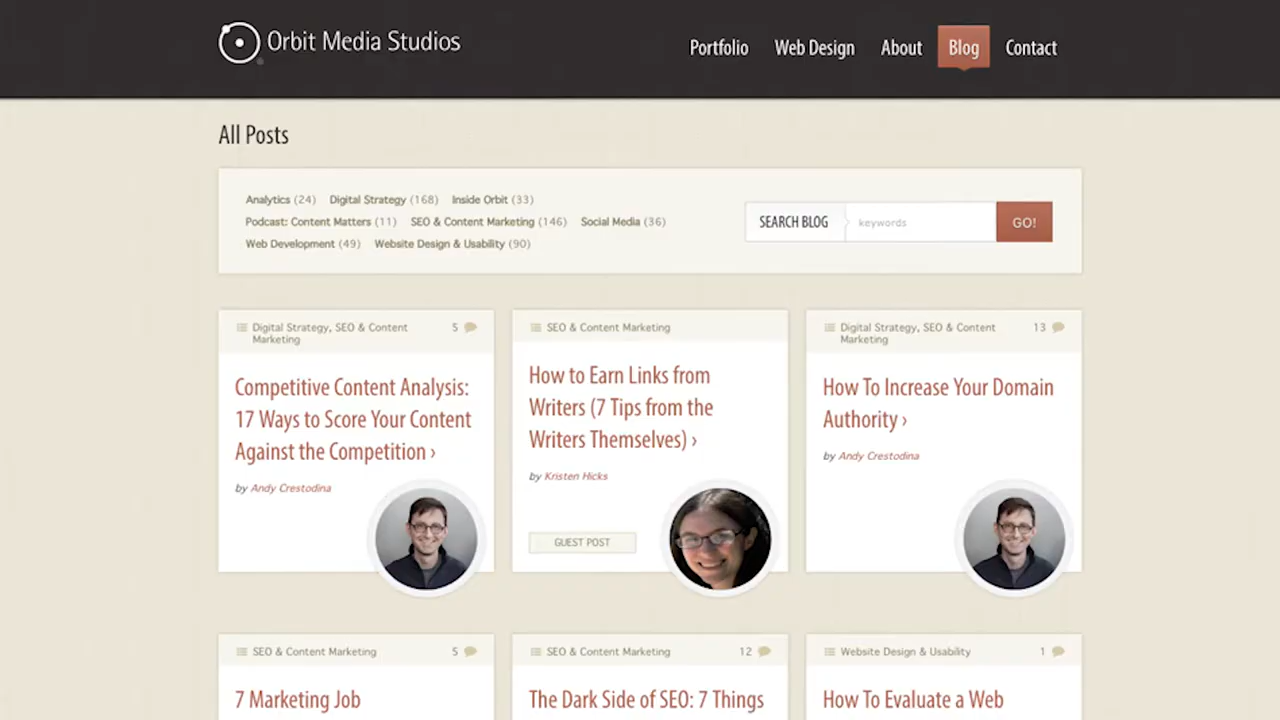 Orbit Media Studios
Portfolio Web Design About Blog Contact
All Posts
Analytics (24) Digital Strategy (168) Inside Orbit (33)
Podcast: Content Matters (11) SEO & Content Marketing (146) Social Media (36)
Web Development (49) Website Design & Usability (90)
SEARCH BLOG keywords GO!
Digital Strategy, SEO & Content
Marketing
5
Competitive Content Analysis:
17 Ways to Score Your Content
Against the Competition ›
by Andy Crestodina
SEO & Content Marketing
How to Earn Links from
Writers (7 Tips from the
Writers Themselves) ›
by Kristen Hicks
GUEST POST
Digital Strategy, SEO & Content
Marketing
13
How To Increase Your Domain
Authority ›
by Andy Crestodina
SEO & Content Marketing 5
7 Marketing Job
SEO & Content Marketing 12
The Dark Side of SEO: 7 Things
Website Design & Usability 1
How To Evaluate a Web